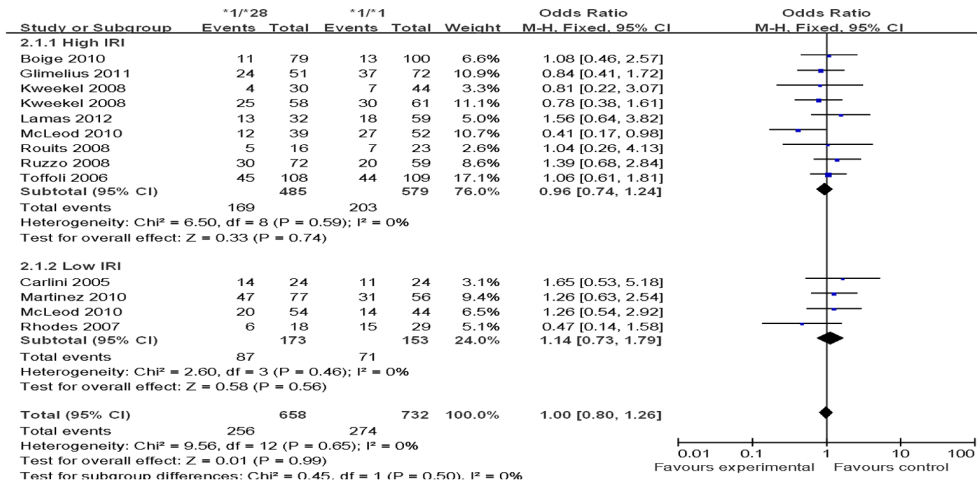 *1/*28 *1/*1 Odds Ratio Odds Ratio
Study or Subgroup Events Total Events Total Weight M-H, Fixed, 95% CI M-H, Fixed, 95% CI
2.1.1 High IRI
Boige 2010 11 79 13 100 6.6% 1.08 [0.46, 2.57]
Glimelius 2011 24 51 37 72 10.9% 0.84 [0.41, 1.72]
Kweekel 2008 4 30 7 44 3.3% 0.81 [0.22, 3.07]
Kweekel 2008 25 58 30 61 11.1% 0.78 [0.38, 1.61]
Lamas 2012 13 32 18 59 5.0% 1.56 [0.64, 3.82]
McLeod 2010 12 39 27 52 10.7% 0.41 [0.17, 0.98]
Rouits 2008 5 16 7 23 2.6% 1.04 [0.26, 4.13]
Ruzzo 2008 30 72 20 59 8.6% 1.39 [0.68, 2.84]
Toffoli 2006 45 108 44 109 17.1% 1.06 [0.61, 1.81]
Subtotal (95% CI) 485 579 76.0% 0.96 [0.74, 1.24]
Total events 169 203
Heterogeneity: Chi² = 6.50, df = 8 (P = 0.59); I² = 0%
Test for overall effect: Z = 0.33 (P = 0.74)
2.1.2 Low IRI
Carlini 2005 14 24 11 24 3.1% 1.65 [0.53, 5.18]
Martinez 2010 47 77 31 56 9.4% 1.26 [0.63, 2.54]
McLeod 2010 20 54 14 44 6.5% 1.26 [0.54, 2.92]
Rhodes 2007 6 18 15 29 5.1% 0.47 [0.14, 1.58]
Subtotal (95% CI) 173 153 24.0% 1.14 [0.73, 1.79]
Total events 87 71
Heterogeneity: Chi² = 2.60, df = 3 (P = 0.46); I² = 0%
Test for overall effect: Z = 0.58 (P = 0.56)
Total (95% CI) 658 732 100.0% 1.00 [0.80, 1.26]
Total events 256 274
Heterogeneity: Chi² = 9.56, df = 12 (P = 0.65); I² = 0%
Test for overall effect: Z = 0.01 (P = 0.99)
Test for subgroup differences: Chi² = 0.45, df = 1 (P = 0.50), I² = 0%
0.01 0.1 1 10 100
Favours experimental Favours control